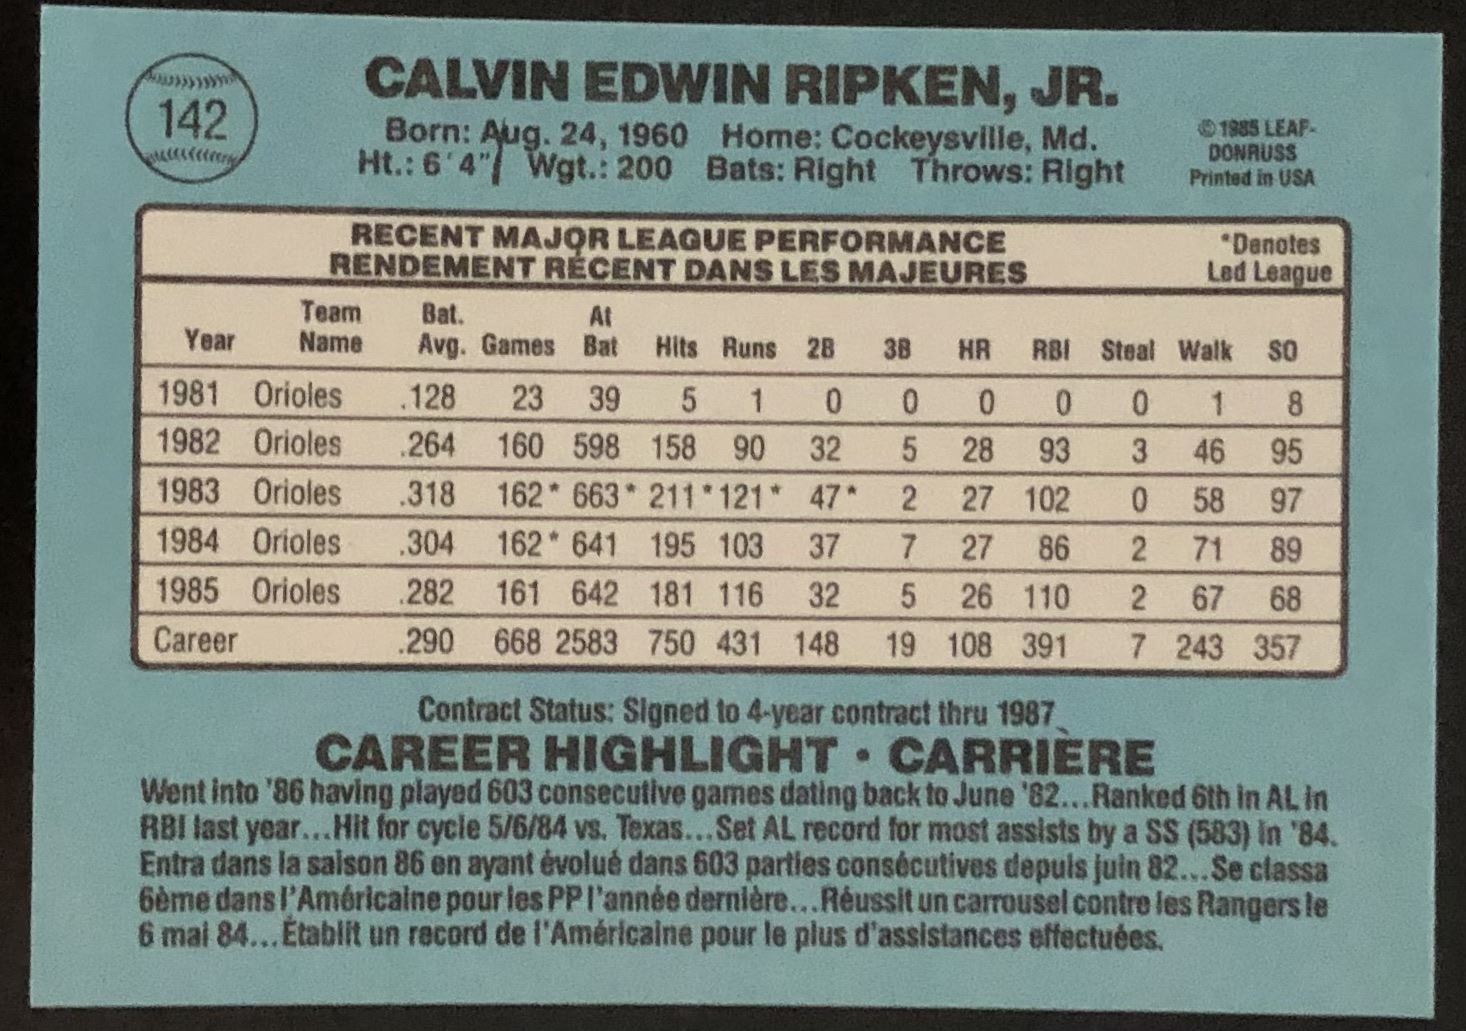 142
CALVIN EDWIN RIPKEN, JR.
Born: Aug. 24, 1960 Home: Cockeysville, Md.
Ht.: 6'4" Wgt.: 200 Bats: Right Throws: Right
© 1985 LEAF-
DONRUSS
Printed in USA
RECENT MAJOR LEAGUE PERFORMANCE
RENDEMENT RÉCENT DANS LES MAJEURES
*Denotes
Led League
Year Team Name Bat. Avg. Games At Bat Hits Runs 2B 3B HR RBI Steal Walk SO
1981 Orioles .128 23 39 5 1 0 0 0 0 0 1 8
1982 Orioles .264 160 598 158 90 32 5 28 93 3 46 95
1983 Orioles .318 162* 663* 211* 121* 47* 2 27 102 0 58 97
1984 Orioles .304 162* 641 195 103 37 7 27 86 2 71 89
1985 Orioles .282 161 642 181 116 32 5 26 110 2 67 68
Career .290 668 2583 750 431 148 19 108 391 7 243 357
Contract Status: Signed to 4-year contract thru 1987
CAREER HIGHLIGHT • CARRIÈRE
Went into '86 having played 603 consecutive games dating back to June '82...Ranked 6th in AL in
RBI last year...Hit for cycle 5/6/84 vs. Texas...Set AL record for most assists by a SS (583) in '84.
Entra dans la saison 86 en ayant évolué dans 603 parties consécutives depuis juin 82...Se classa
6ème dans l'Américaine pour les PP l'année dernière...Réussit un carrousel contre les Rangers le
6 mai 84...Établit un record de l'Américaine pour le plus d'assistances effectuées.